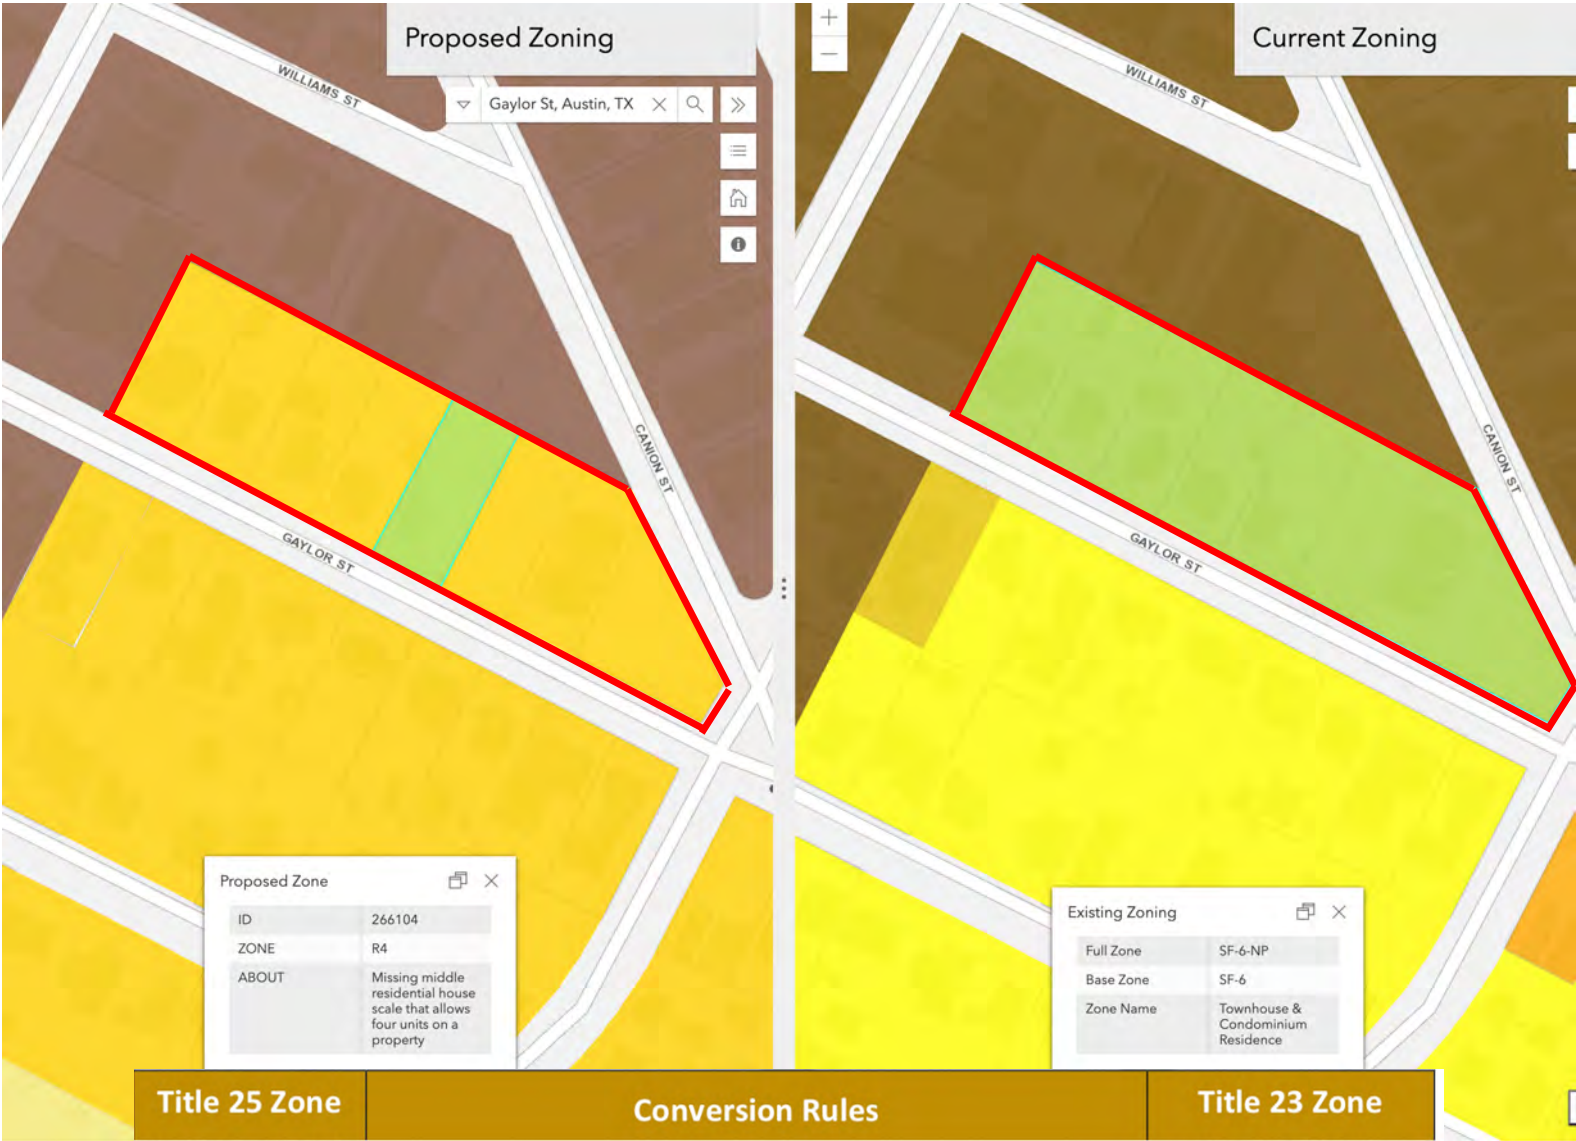 Proposed Zoning
Current Zoning
WILLIAMS ST
Gaylor St, Austin, TX
WILLIAMS ST
CANION ST
CANION ST
GAYLOR ST
GAYLOR ST
Proposed Zone
ID 266104
ZONE R4
ABOUT Missing middle
residential house
scale that allows
four units on a
property
Existing Zoning
Full Zone SF-6-NP
Base Zone SF-6
Zone Name Townhouse &
Condominium
Residence
Title 25 Zone
Conversion Rules
Title 23 Zone